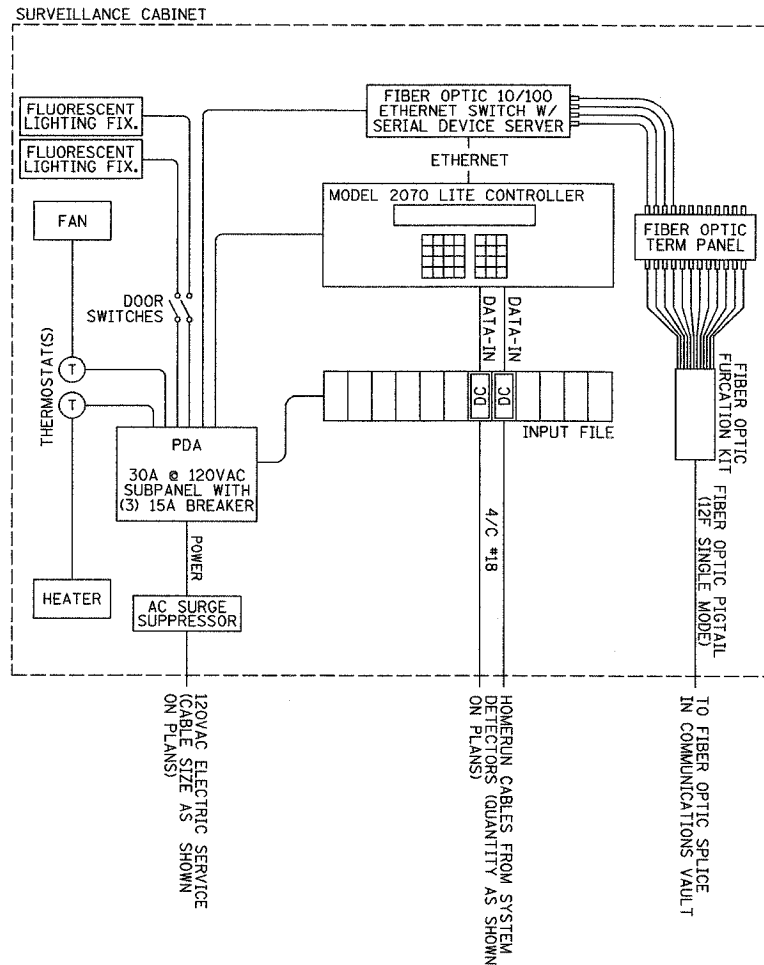 SURVEILLANCE CABINET
FLUORESCENT
LIGHTING FIX.
FLUORESCENT
LIGHTING FIX.
FIBER OPTIC 10/100
ETHERNET SWITCH W/
SERIAL DEVICE SERVER
ETHERNET
MODEL 2070 LITE CONTROLLER
FAN
FIBER OPTIC
TERM PANEL
DOOR
SWITCHES
DATA-IN
DATA-IN
THERMOSTAT(S)
T
T
DC
DC
INPUT FILE
FIBER OPTIC
FURCATION KIT
PDA
30A @ 120VAC
SUBPANEL WITH
(3) 15A BREAKER
POWER
4/C #18
FIBER OPTIC PIGTAIL
(12F SINGLE MODE)
HEATER
AC SURGE
SUPPRESSOR
120VAC ELECTRIC SERVICE
(CABLE SIZE AS SHOWN
ON PLANS)
HOMERUN CABLES FROM SYSTEM
DETECTORS (QUANTITY AS SHOWN
ON PLANS)
TO FIBER OPTIC SPLICE
IN COMMUNICATIONS VAULT